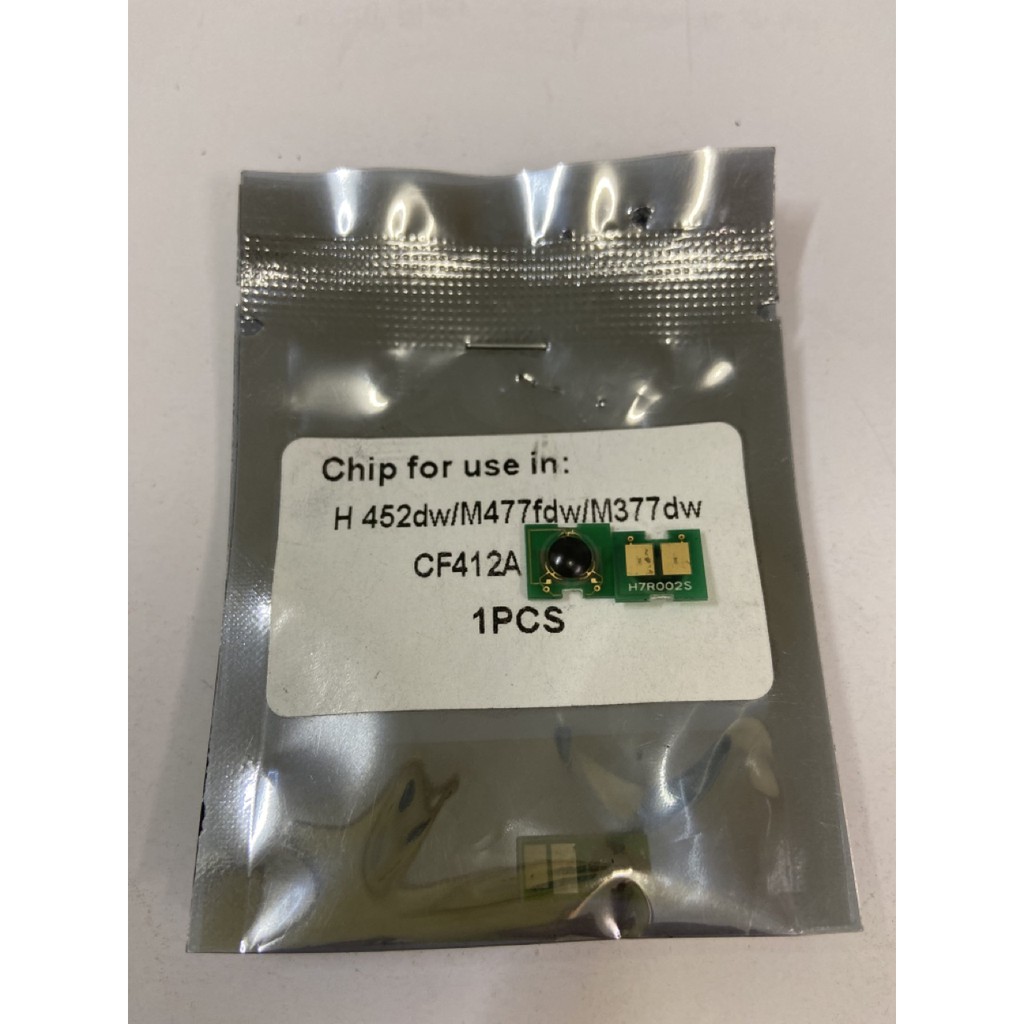 Chip for use in:
H 452dw/M477fdw/M377dw
CF412A
H7R002S
1PCS